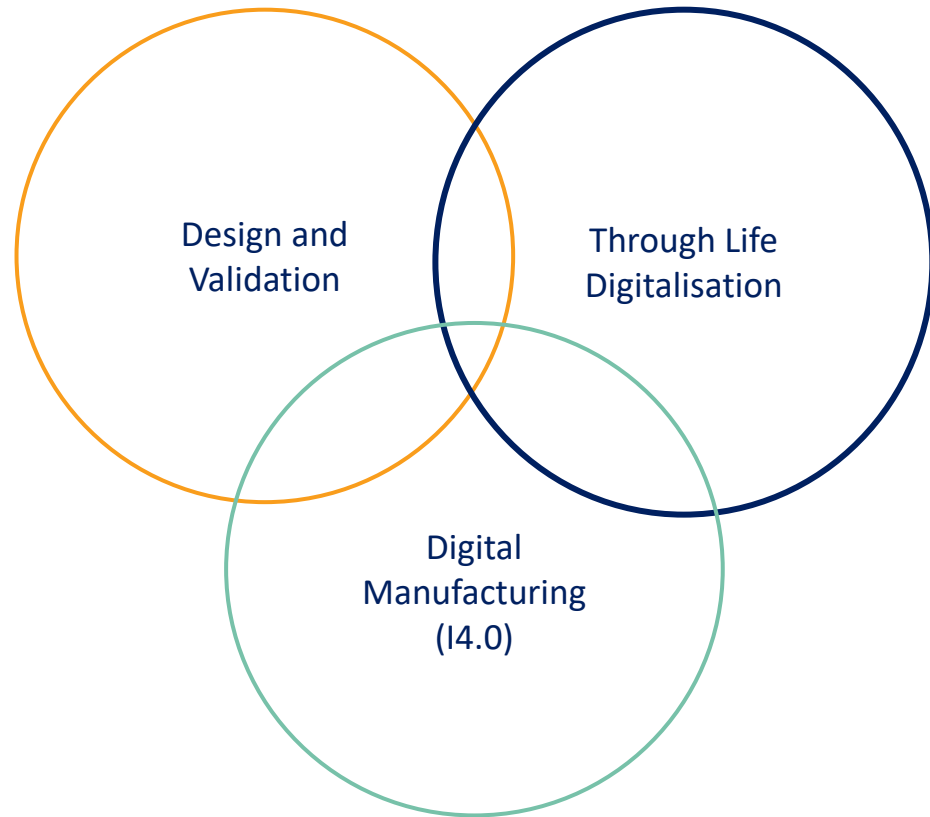 Design and
Validation
Through Life
Digitalisation
Digital
Manufacturing
(I4.0)